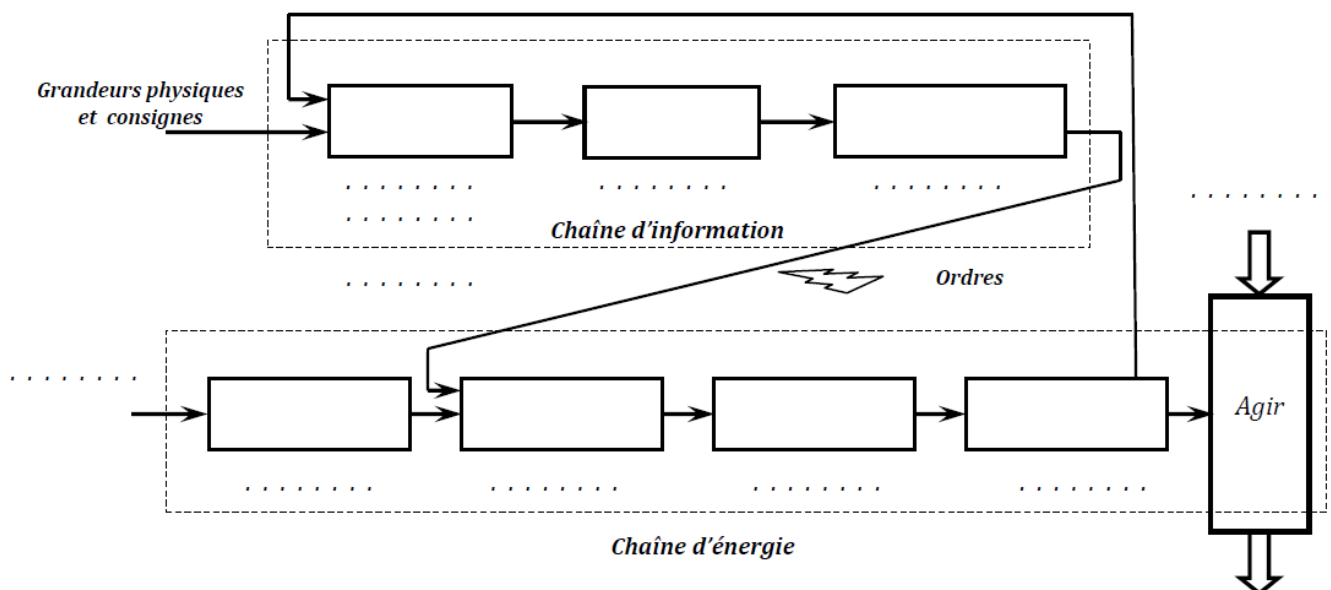 Grandeurs physiques
et consignes
. . . . . . . .
. . . . . . . .
. . . . . . . .
. . . . . . . .
. . . . . . . .
Chaîne d'information
. . . . . . . .
Ordres
. . . . . . . .
Agir
. . . . . . . .
. . . . . . . .
. . . . . . . .
. . . . . . . .
Chaîne d'énergie